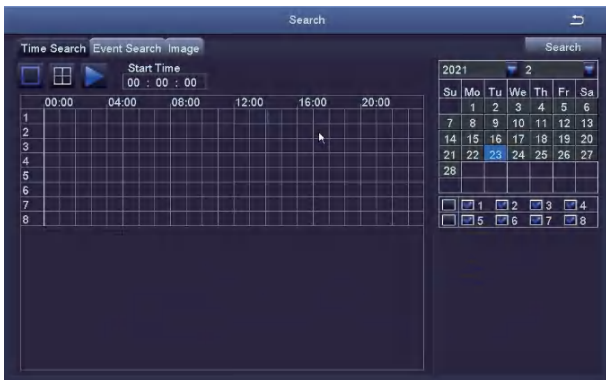 Search
Time Search Event Search Image
Search
Start Time
00 : 00 : 00
00:00 04:00 08:00 12:00 16:00 20:00
1
2
3
4
5
6
7
8
2021 2
Su Mo Tu We Th Fr Sa
1 2 3 4 5 6
7 8 9 10 11 12 13
14 15 16 17 18 19 20
21 22 23 24 25 26 27
28
1 2 3 4
5 6 7 8